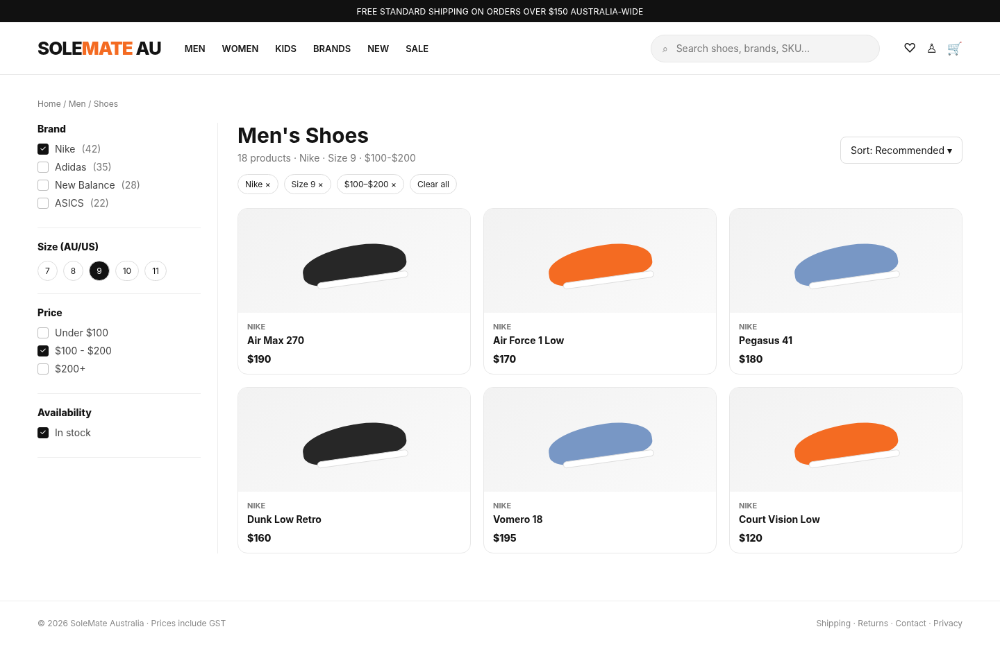 FREE STANDARD SHIPPING ON ORDERS OVER $150 AUSTRALIA-WIDE
SOLEMATE AU
MEN WOMEN KIDS BRANDS NEW SALE
Search shoes, brands, SKU...
Home / Men / Shoes
Brand
Nike (42)
Adidas (35)
New Balance (28)
ASICS (22)
Size (AU/US)
7 8 9 10 11
Price
Under $100
$100 - $200
$200+
Availability
In stock
Men's Shoes
18 products · Nike · Size 9 · $100-$200
Sort: Recommended ▾
Nike × Size 9 × $100–$200 × Clear all
NIKE
Air Max 270
$190
NIKE
Air Force 1 Low
$170
NIKE
Pegasus 41
$180
NIKE
Dunk Low Retro
$160
NIKE
Vomero 18
$195
NIKE
Court Vision Low
$120
© 2026 SoleMate Australia · Prices include GST
Shipping · Returns · Contact · Privacy